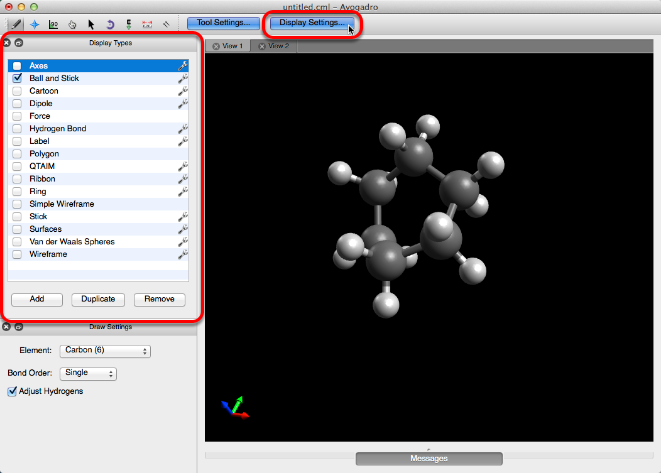 untitled.cml - Avogadro
Tool Settings... Display Settings...
Display Types
View 1 View 2
Axes
Ball and Stick
Cartoon
Dipole
Force
Hydrogen Bond
Label
Polygon
QTAIM
Ribbon
Ring
Simple Wireframe
Stick
Surfaces
Van der Waals Spheres
Wireframe
Add Duplicate Remove
Draw Settings
Element: Carbon (6)
Bond Order: Single
Adjust Hydrogens
Messages